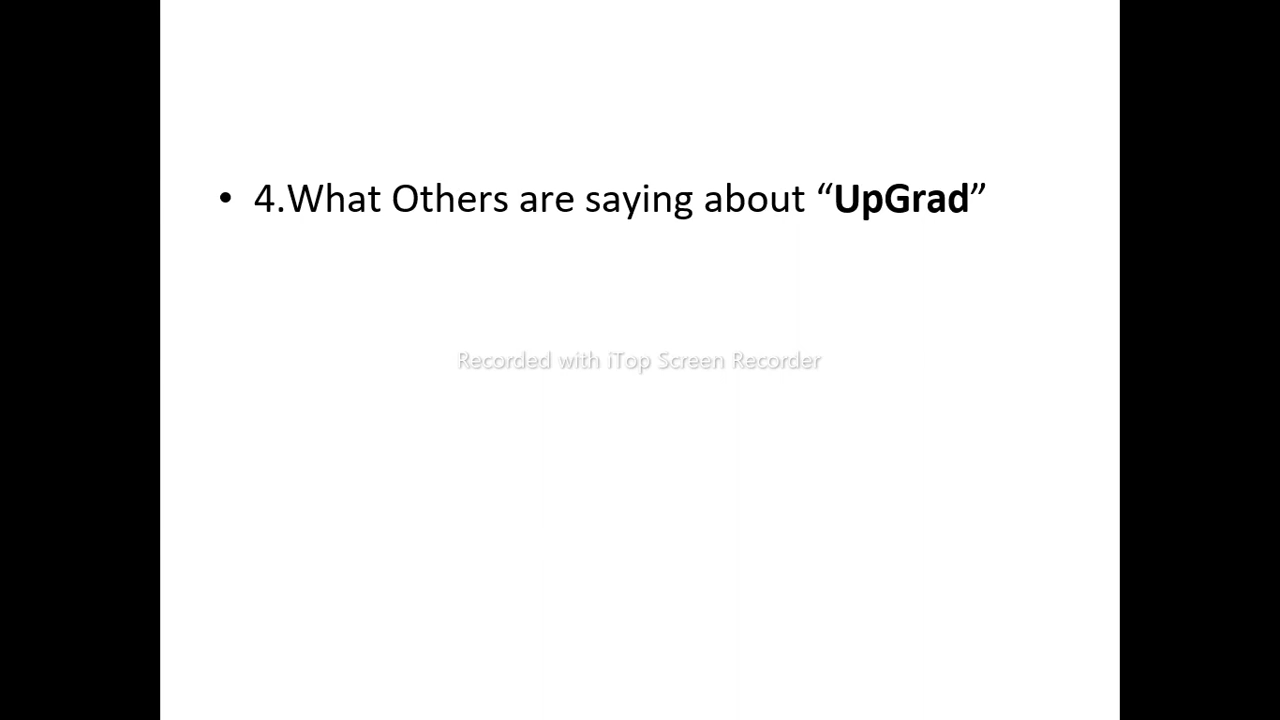 • 4.What Others are saying about “UpGrad”
Recorded with iTop Screen Recorder